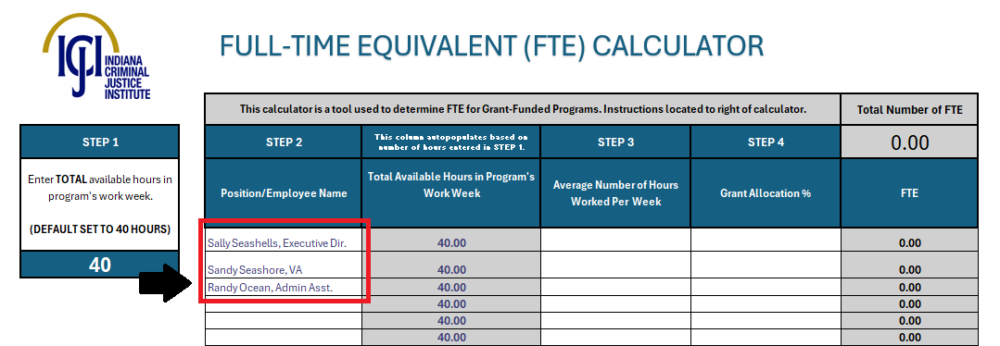 ICJI
INDIANA
CRIMINAL
JUSTICE
INSTITUTE
FULL-TIME EQUIVALENT (FTE) CALCULATOR
This calculator is a tool used to determine FTE for Grant-Funded Programs. Instructions located to right of calculator.
Total Number of FTE
STEP 1
STEP 2
This column autopopulates based on
number of hours entered in STEP 1.
STEP 3
STEP 4
0.00
Enter TOTAL available hours in
program's work week.
(DEFAULT SET TO 40 HOURS)
40
Position/Employee Name
Total Available Hours in Program's
Work Week
Average Number of Hours
Worked Per Week
Grant Allocation %
FTE
Sally Seashells, Executive Dir. 40.00 0.00
Sandy Seashore, VA 40.00 0.00
Randy Ocean, Admin Asst. 40.00 0.00
40.00 0.00
40.00 0.00
40.00 0.00